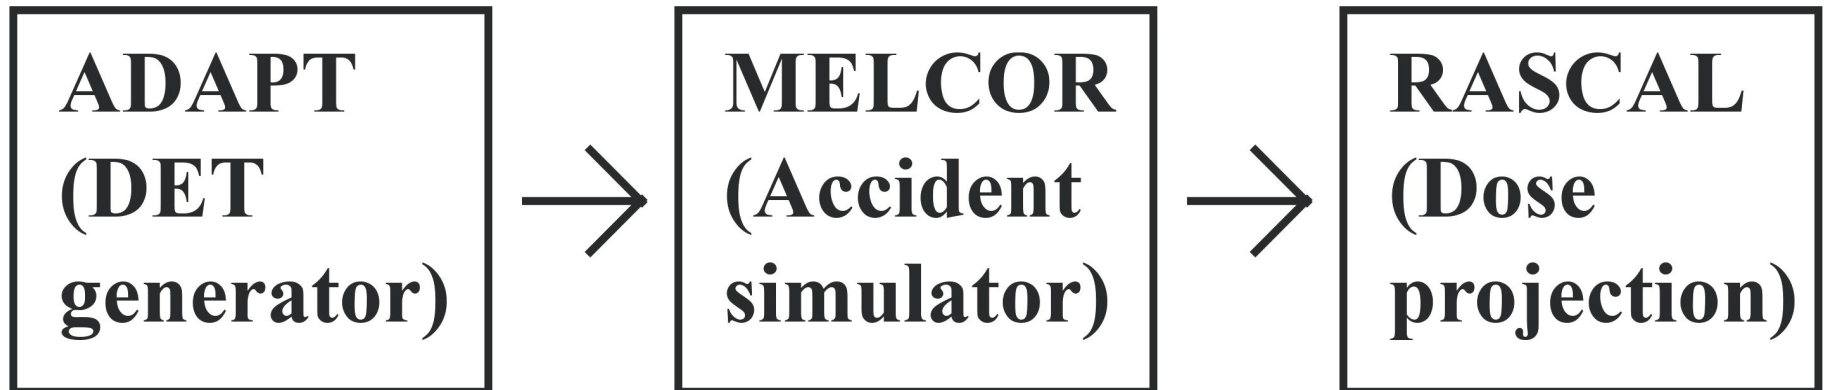 ADAPT
(DET
generator)
MELCOR
(Accident
simulator)
RASCAL
(Dose
projection)